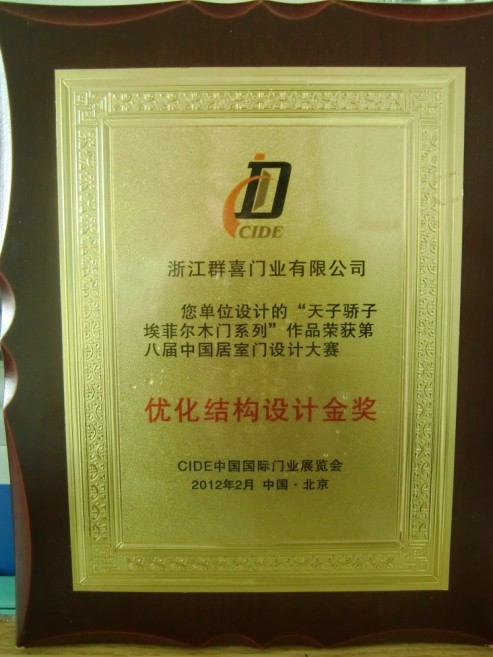 CIDE
浙江群喜门业有限公司
您单位设计的“天子骄子
埃菲尔木门系列”作品荣获第
八届中国居室门设计大赛
优化结构设计金奖
CIDE中国国际门业展览会
2012年2月 中国·北京